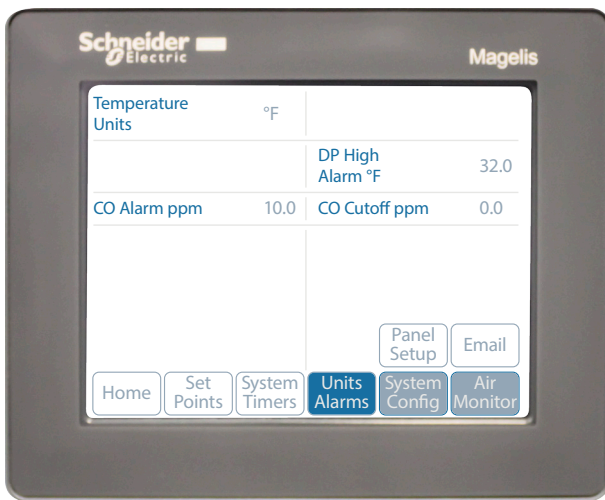 Schneider
Electric
Magelis
Temperature
Units
°F
DP High
Alarm °F
32.0
CO Alarm ppm 10.0 CO Cutoff ppm 0.0
Panel
Setup
Email
Home
Set
Points
System
Timers
Units
Alarms
System
Config
Air
Monitor